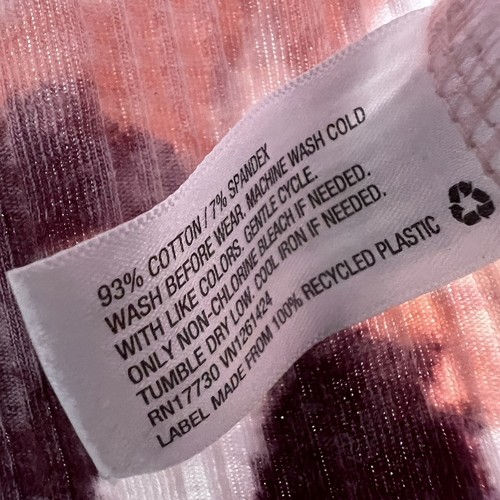 93% COTTON / 7% SPANDEX
WASH BEFORE WEAR. MACHINE WASH COLD
WITH LIKE COLORS, GENTLE CYCLE.
ONLY NON-CHLORINE BLEACH IF NEEDED.
TUMBLE DRY LOW, COOL IRON IF NEEDED.
RN17730 VN1261424
LABEL MADE FROM 100% RECYCLED PLASTIC